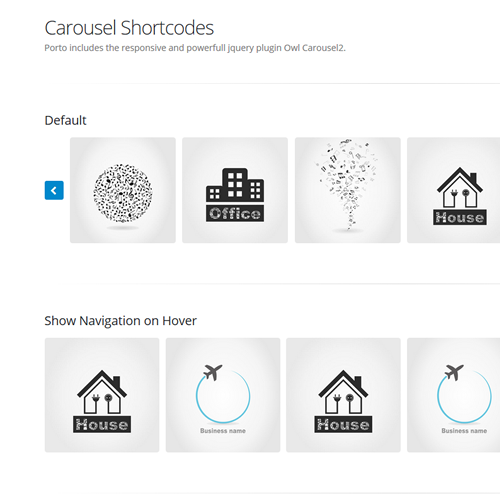 Carousel Shortcodes
Porto includes the responsive and powerfull jquery plugin Owl Carousel2.
Default
Office
House
Show Navigation on Hover
House
Business name
House
Business name